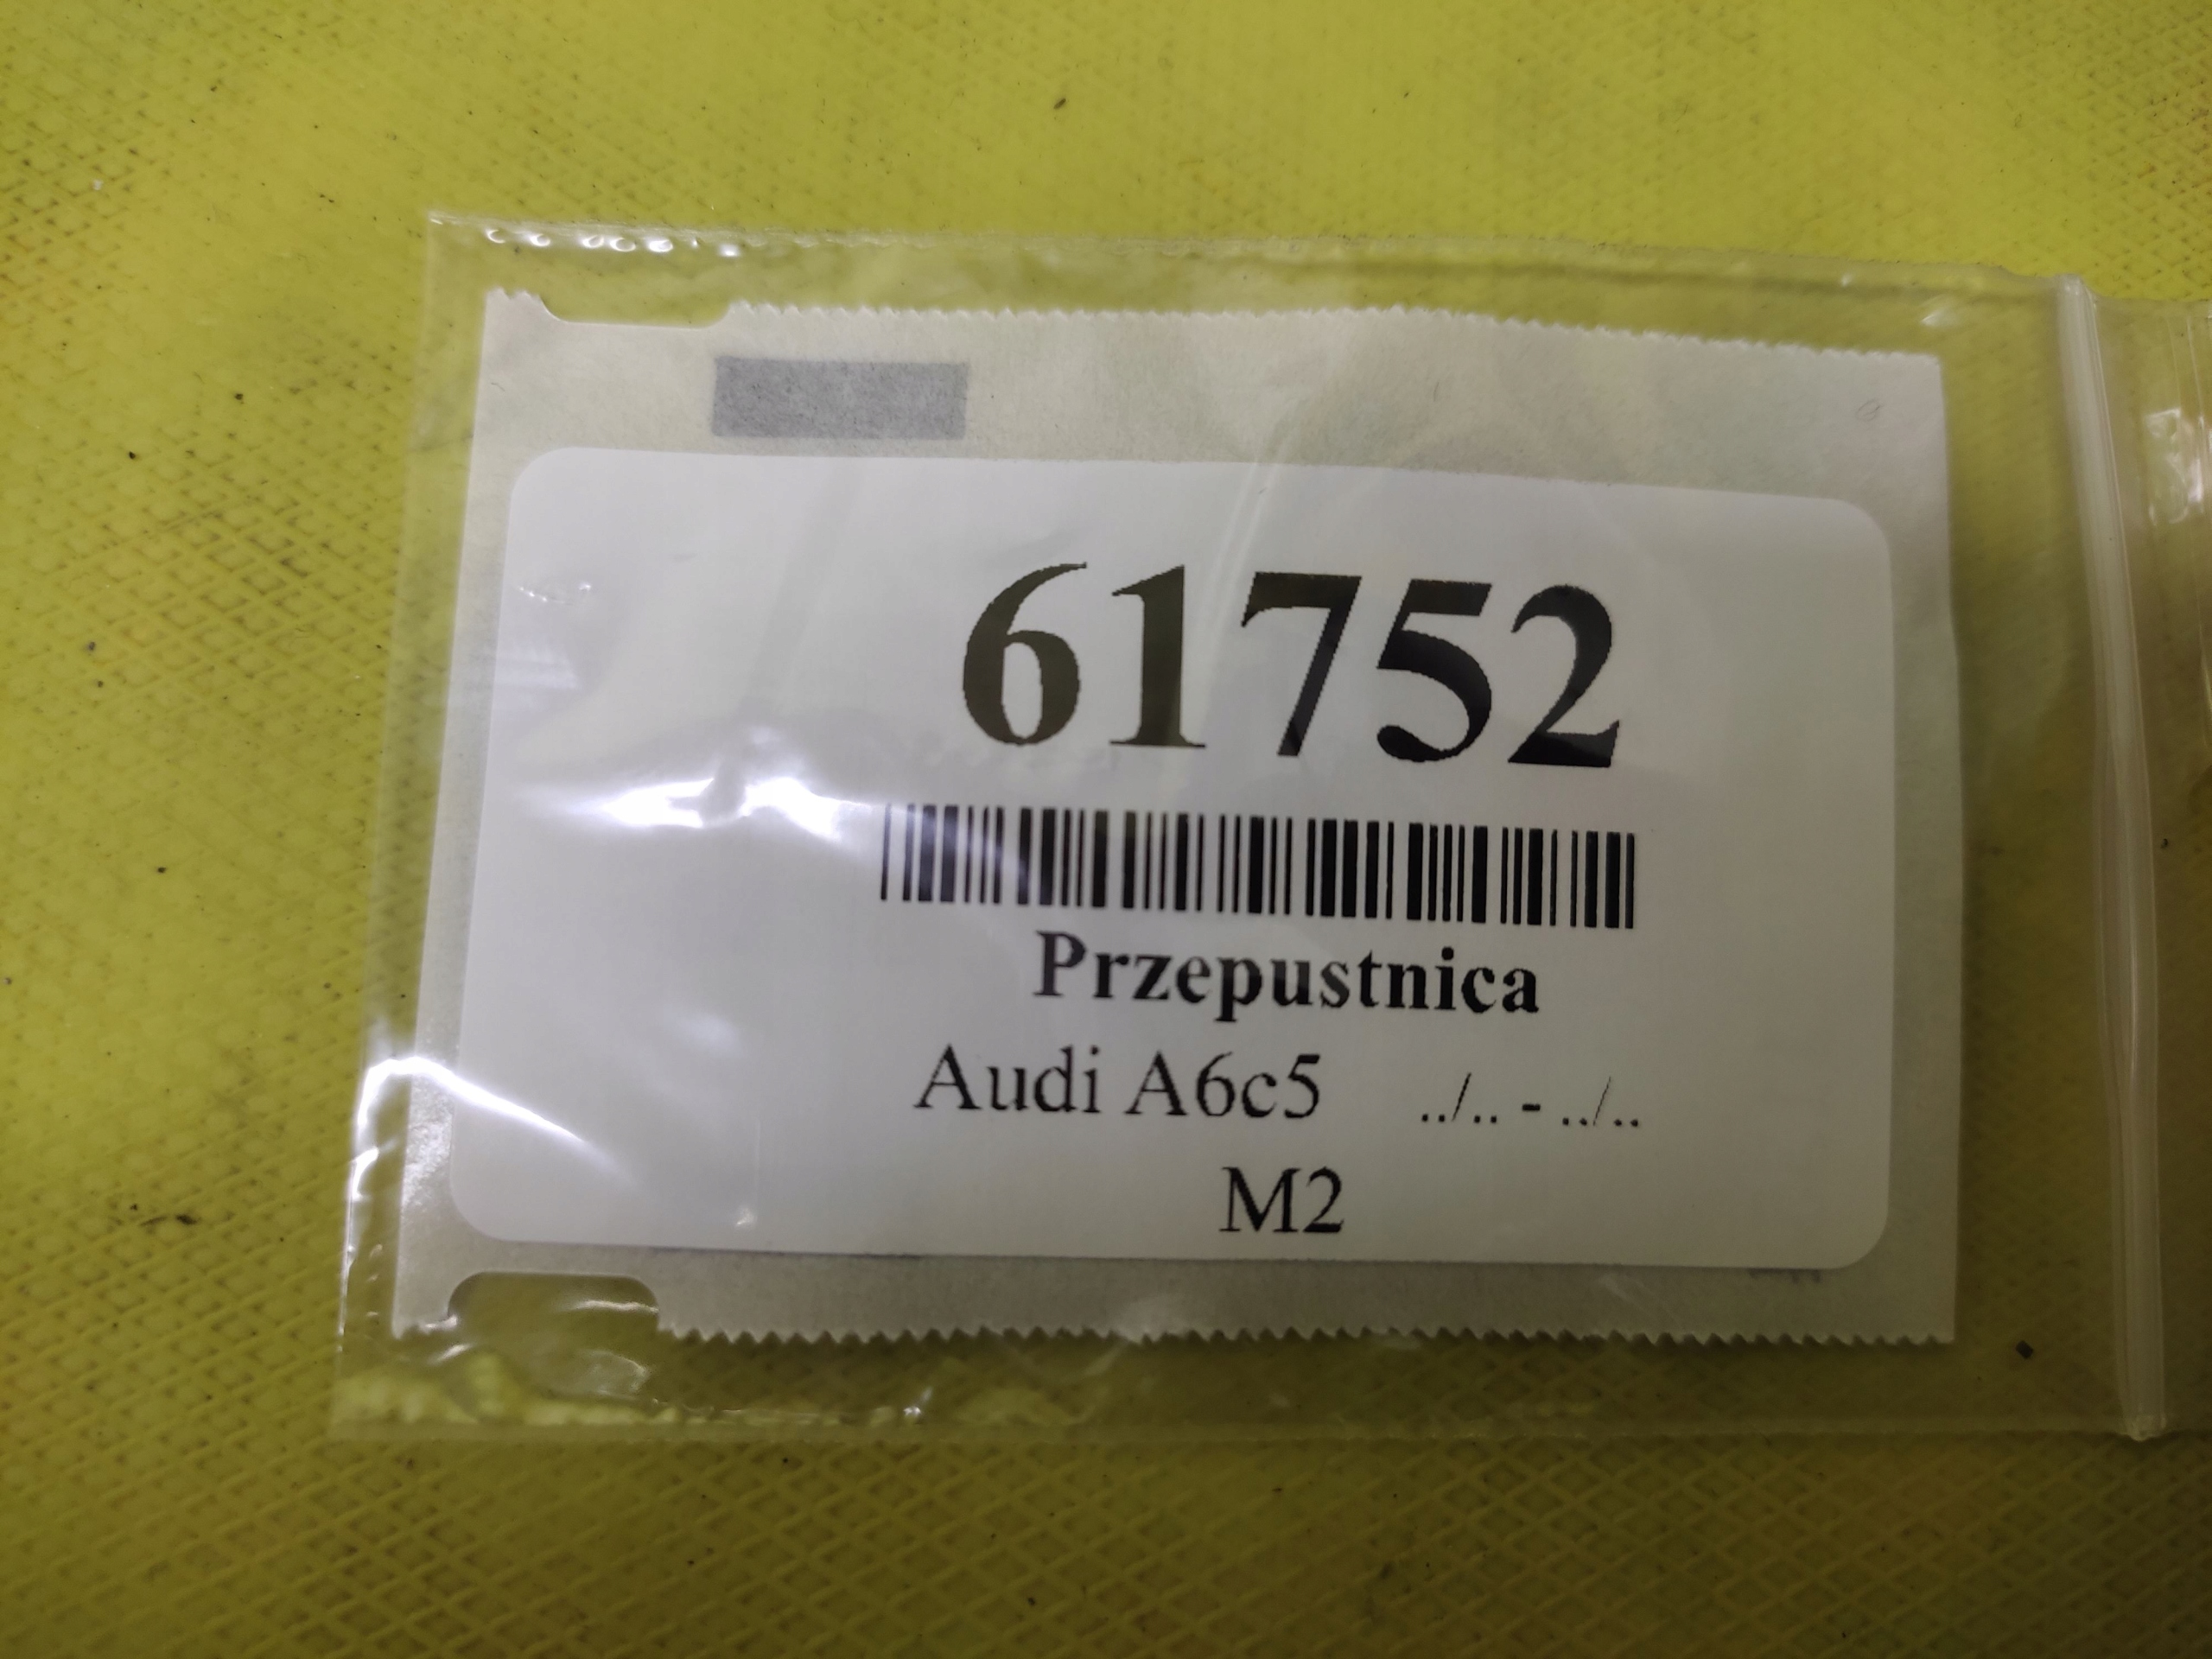 61752
Przepustnica
Audi A6c5 ../.. - ../..
M2